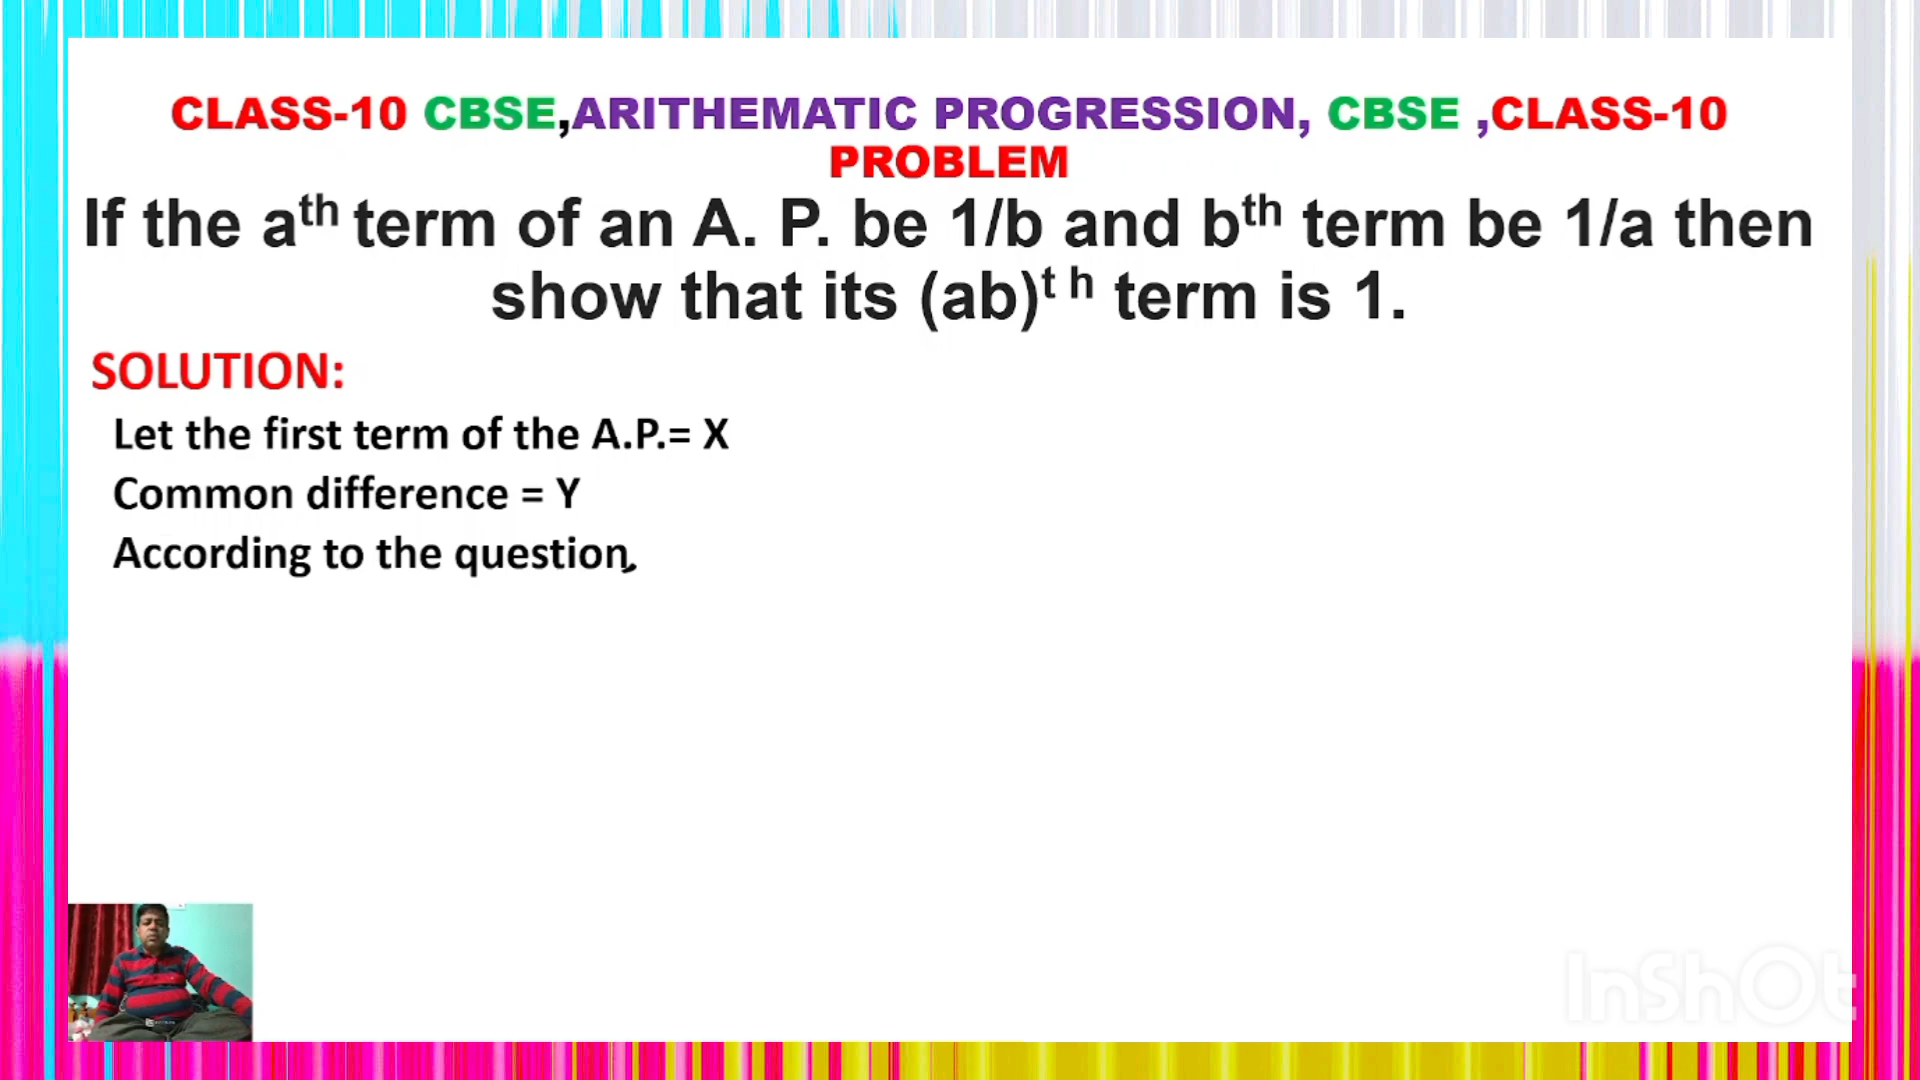 CLASS-10 CBSE,ARITHEMATIC PROGRESSION, CBSE ,CLASS-10
PROBLEM
If the aᵗʰ term of an A. P. be 1/b and bᵗʰ term be 1/a then
show that its (ab)ᵗ ʰ term is 1.
SOLUTION:
Let the first term of the A.P.= X
Common difference = Y
According to the question,
InShOt